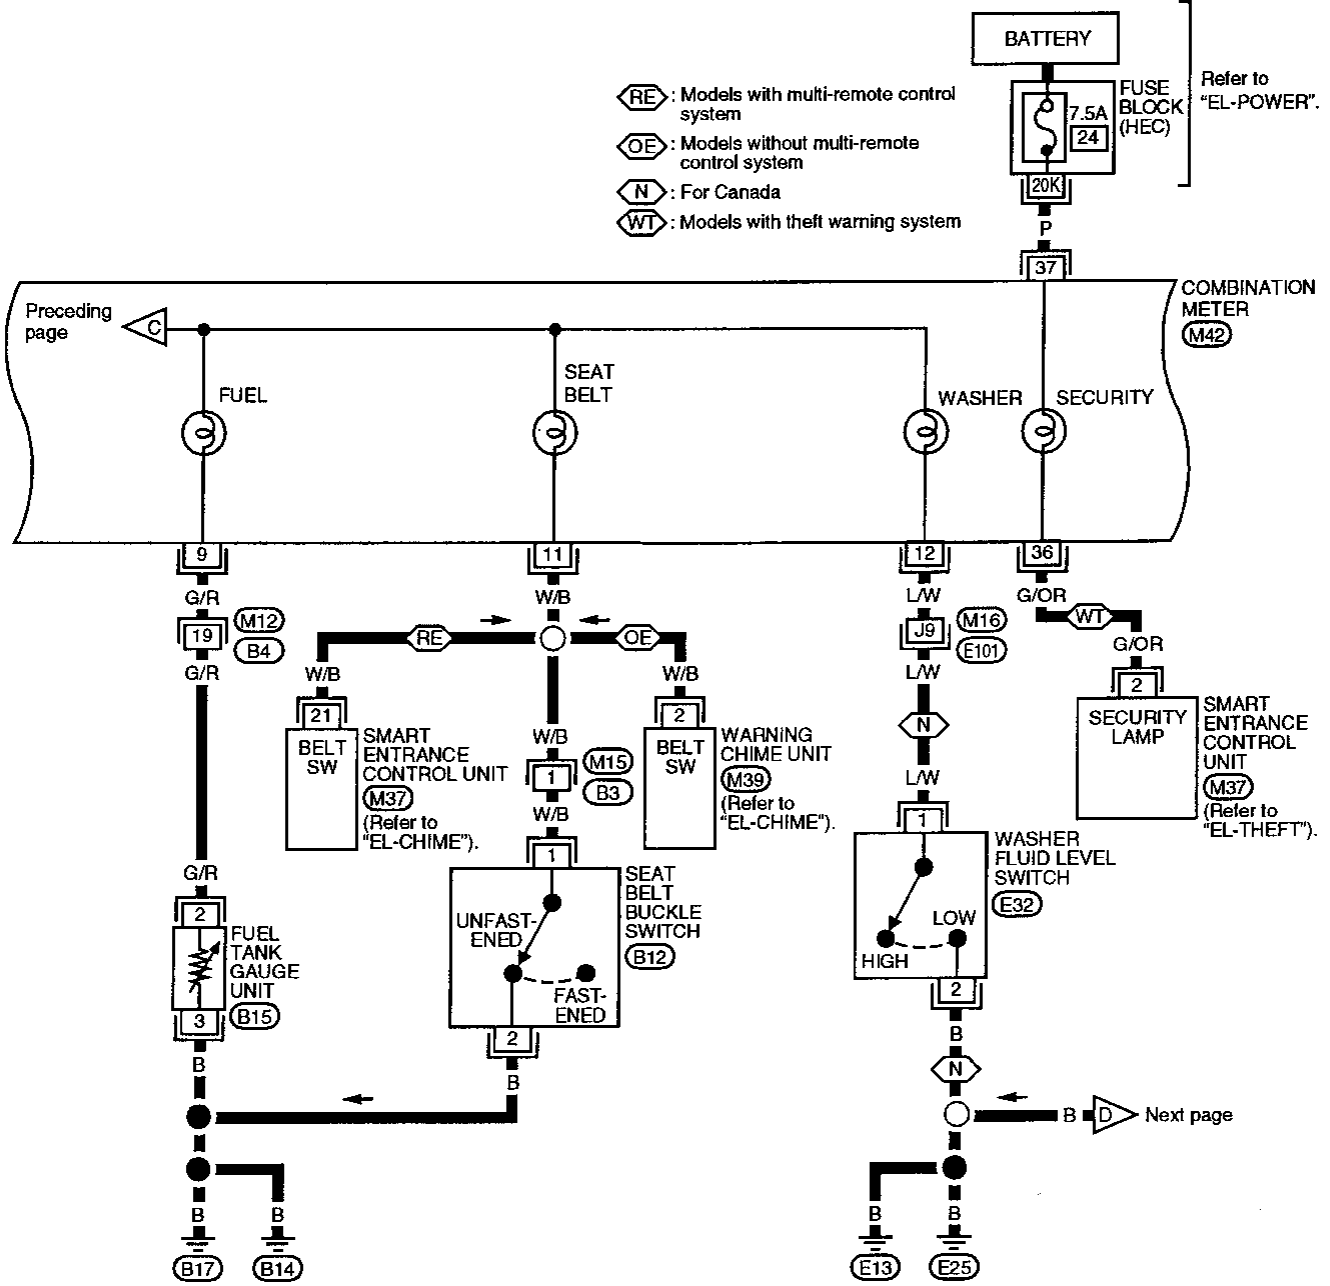 BATTERY
FUSE
BLOCK
(HEC)
7.5A
24
20K
Refer to
"EL-POWER".
RE : Models with multi-remote control
system
OE : Models without multi-remote
control system
N : For Canada
WT : Models with theft warning system
P
37
COMBINATION
METER
M42
Preceding
page
C
FUEL
SEAT
BELT
WASHER
SECURITY
9
11
12
36
G/R
W/B
L/W
G/OR
19
M12
B4
RE
OE
J9
M16
E101
WT
G/R
W/B
W/B
L/W
G/OR
21
BELT
SW
SMART
ENTRANCE
CONTROL UNIT
M37
(Refer to
"EL-CHIME").
W/B
1
M15
B3
W/B
2
BELT
SW
WARNING
CHIME UNIT
M39
(Refer to
"EL-CHIME").
N
L/W
2
SECURITY
LAMP
SMART
ENTRANCE
CONTROL
UNIT
M37
(Refer to
"EL-THEFT").
G/R
2
FUEL
TANK
GAUGE
UNIT
B15
3
1
UNFAST-
ENED
FAST-
ENED
SEAT
BELT
BUCKLE
SWITCH
B12
2
1
HIGH
LOW
WASHER
FLUID LEVEL
SWITCH
E32
2
B
B
B
N
B
D
Next page
B
B
B
B
B17
B14
E13
E25